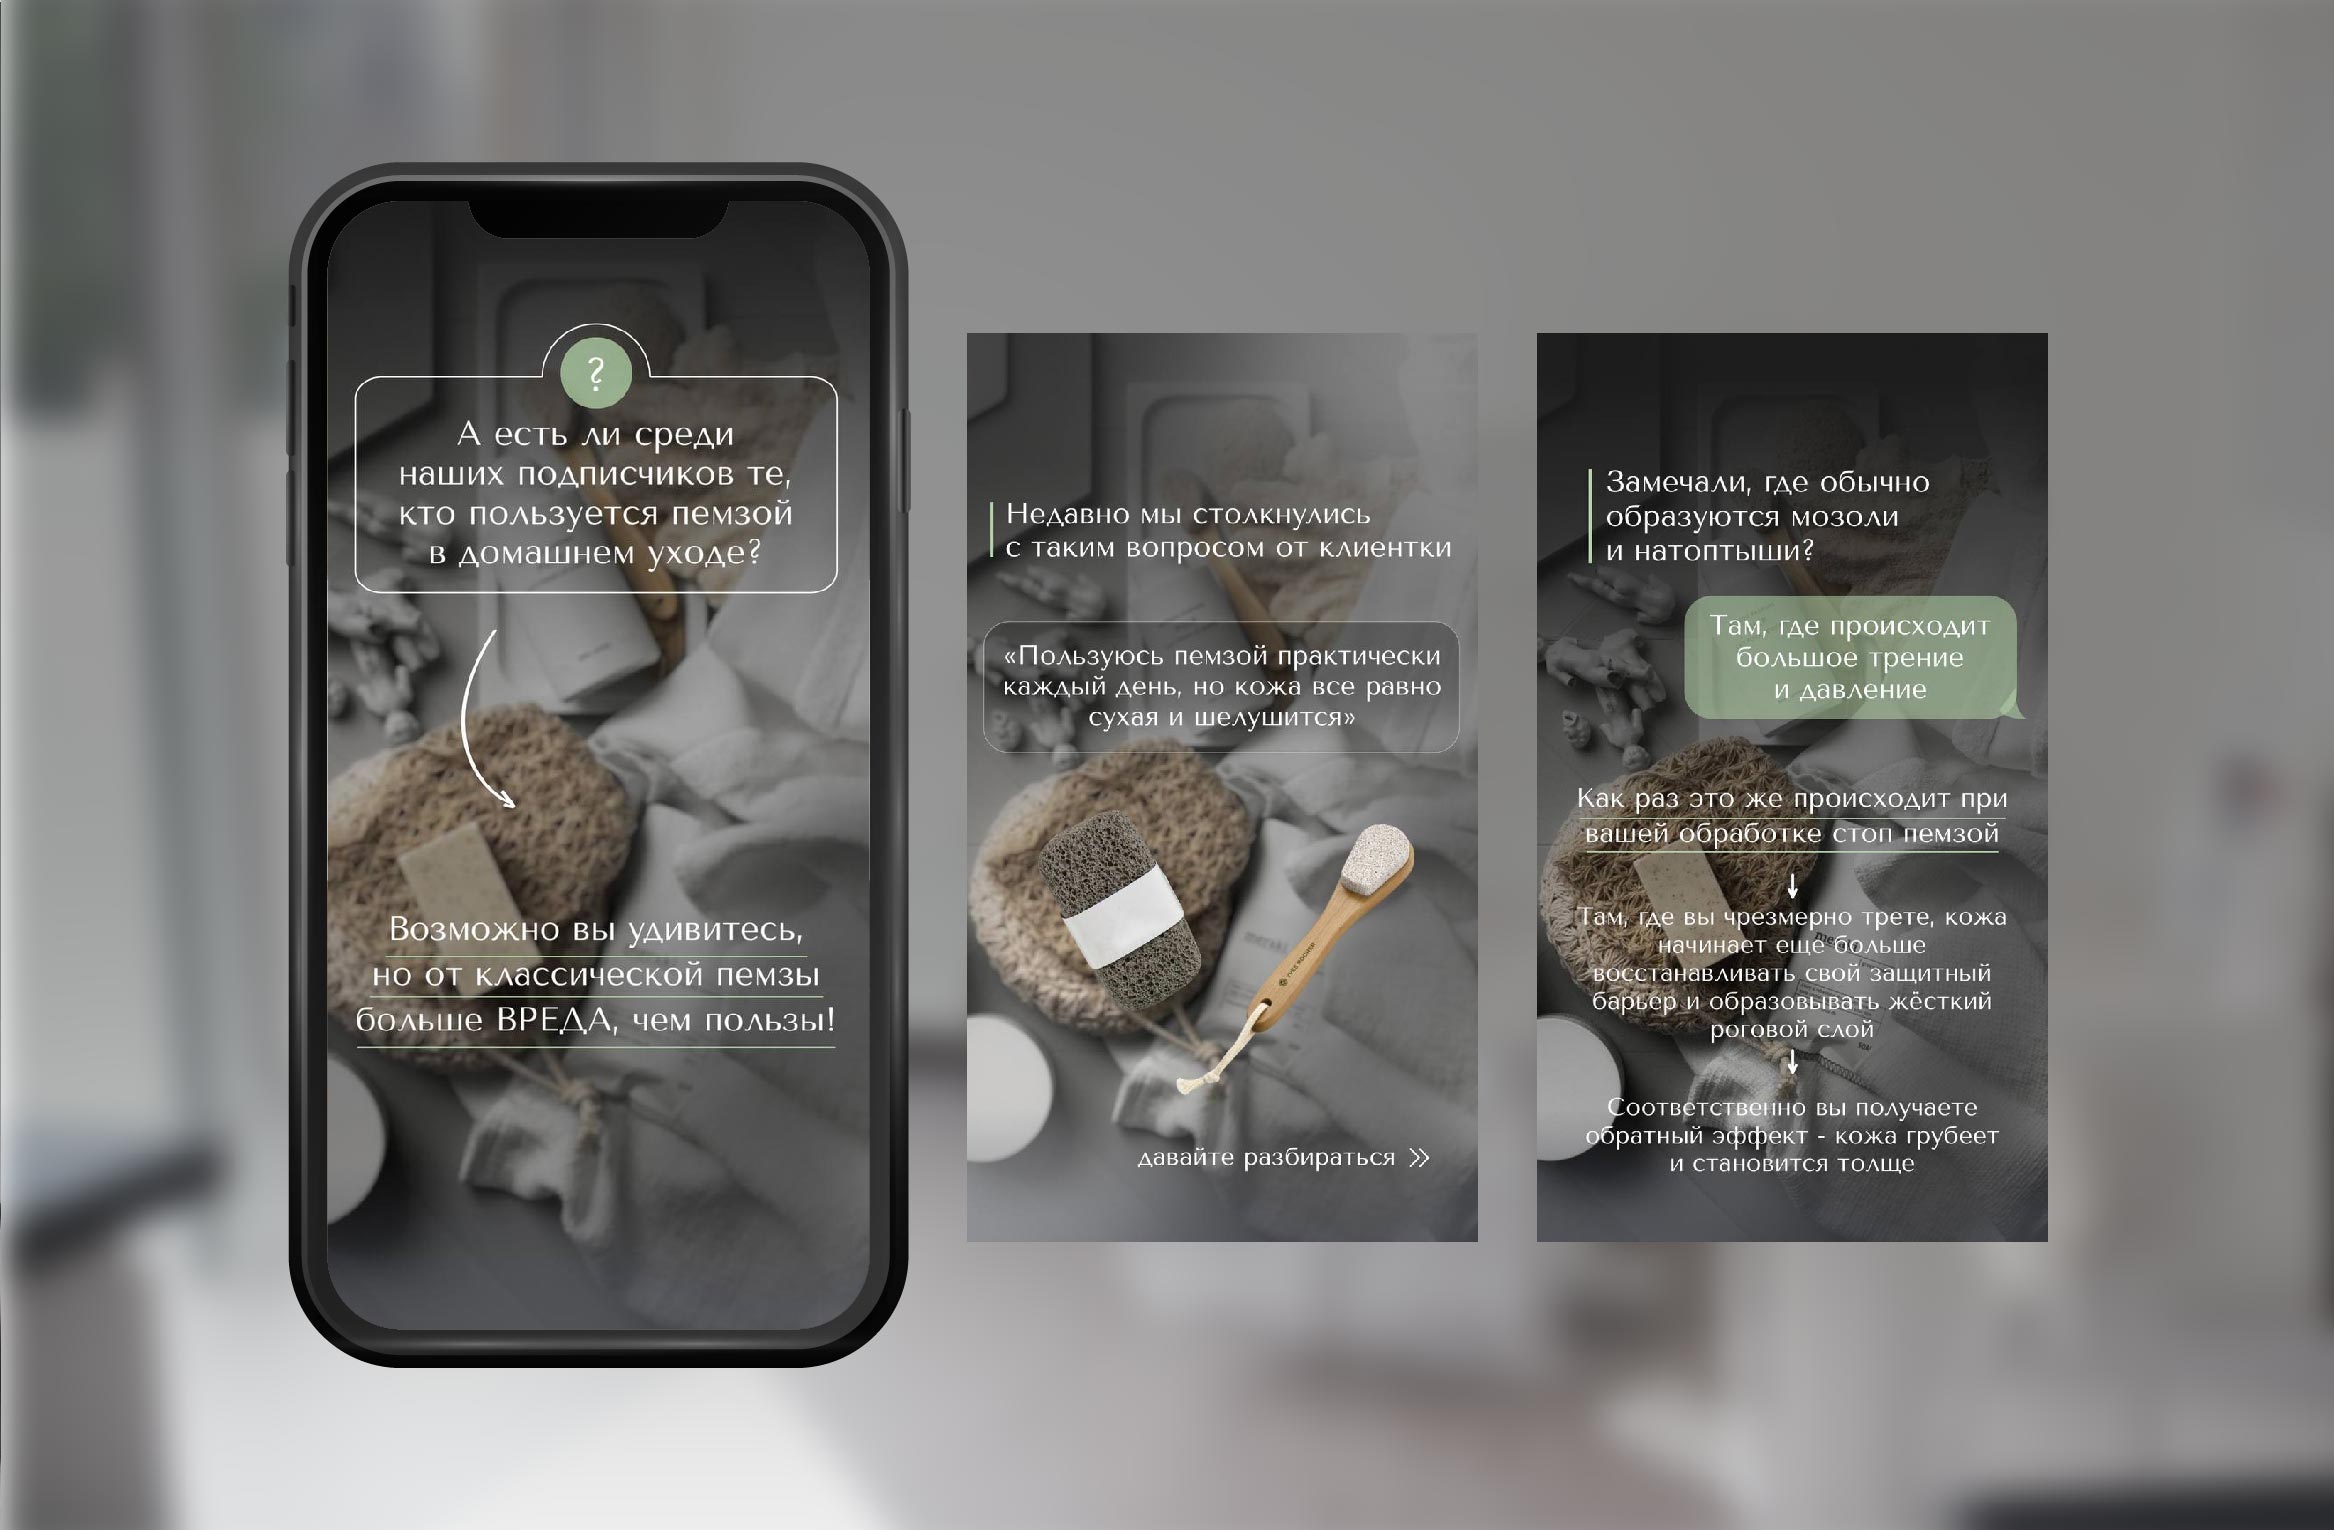 ?
А есть ли среди
наших подписчиков те,
кто пользуется пемзой
в домашнем уходе?
Возможно вы удивитесь,
но от классической пемзы
больше ВРЕДА, чем пользы!
Недавно мы столкнулись
с таким вопросом от клиентки
«Пользуюсь пемзой практически
каждый день, но кожа все равно
сухая и шелушится»
YVES ROCHER
давайте разбираться »
Замечали, где обычно
образуются мозоли
и натоптыши?
Там, где происходит
большое трение
и давление
Как раз это же происходит при
вашей обработке стоп пемзой
Там, где вы чрезмерно трете, кожа
начинает ещё больше
восстанавливать свой защитный
барьер и образовывать жёсткий
роговой слой
Соответственно вы получаете
обратный эффект - кожа грубеет
и становится толще